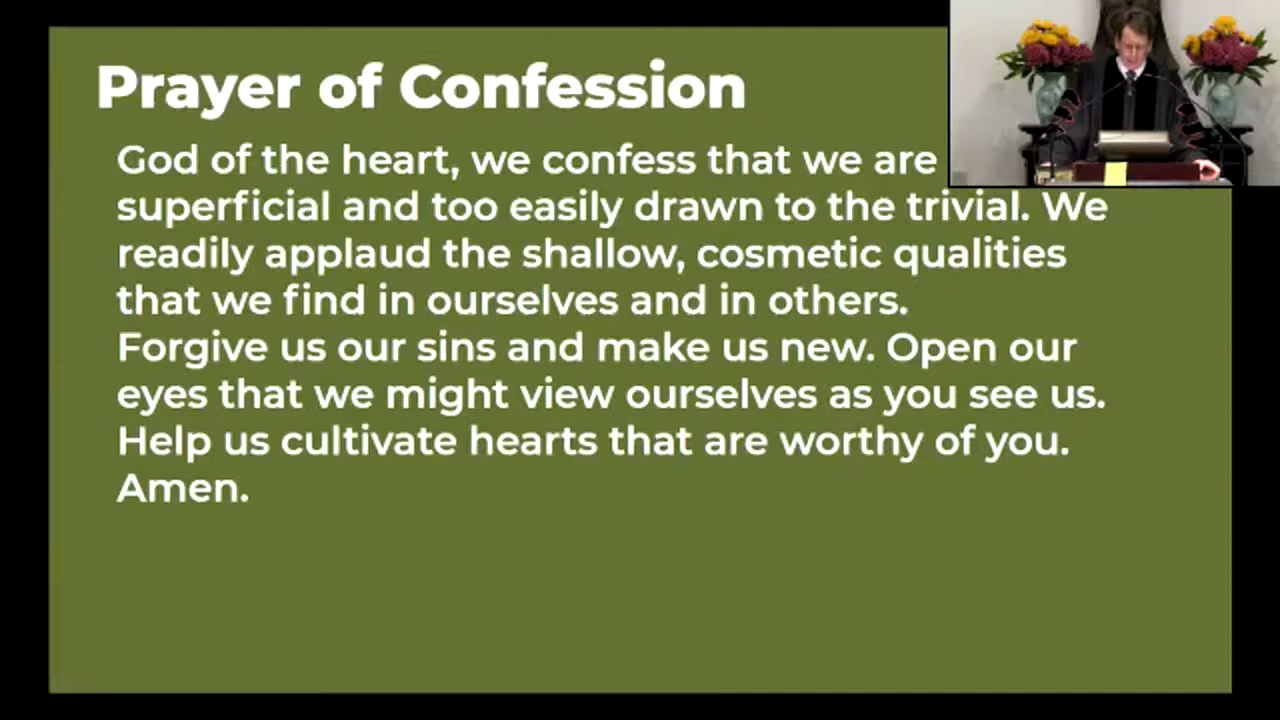 Prayer of Confession
God of the heart, we confess that we are
superficial and too easily drawn to the trivial. We
readily applaud the shallow, cosmetic qualities
that we find in ourselves and in others.
Forgive us our sins and make us new. Open our
eyes that we might view ourselves as you see us.
Help us cultivate hearts that are worthy of you.
Amen.